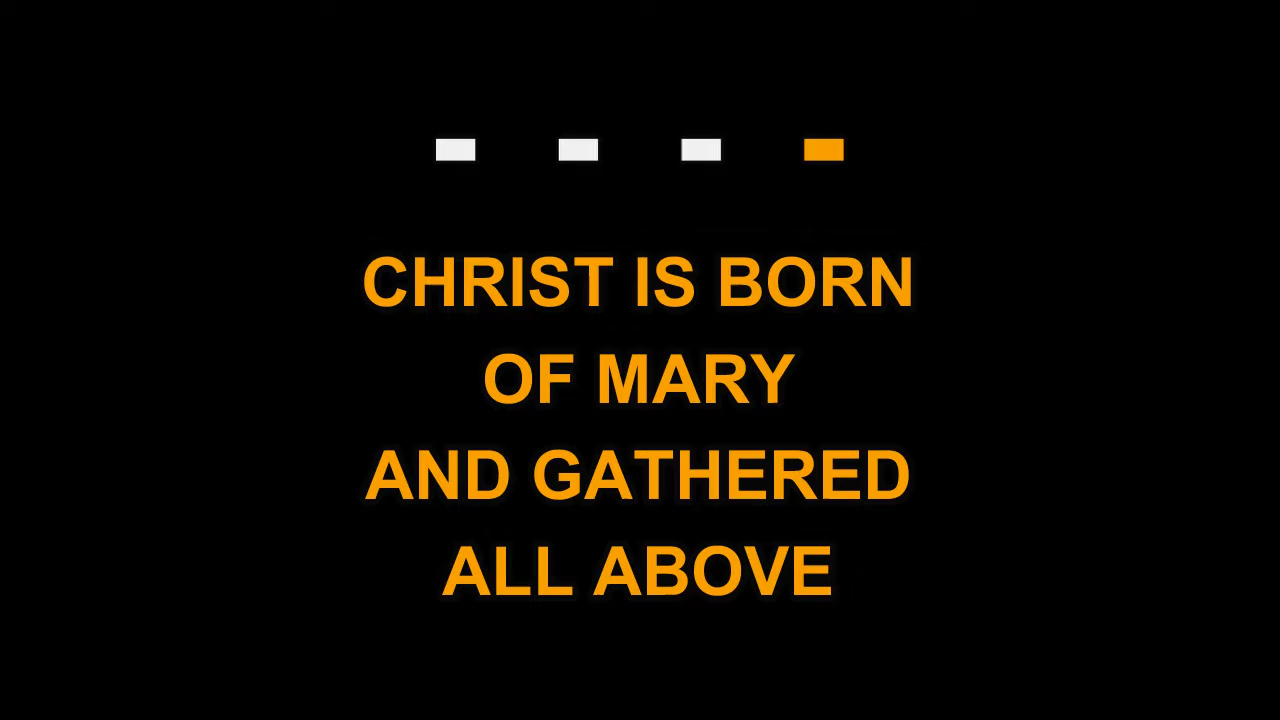 CHRIST IS BORN
OF MARY
AND GATHERED
ALL ABOVE